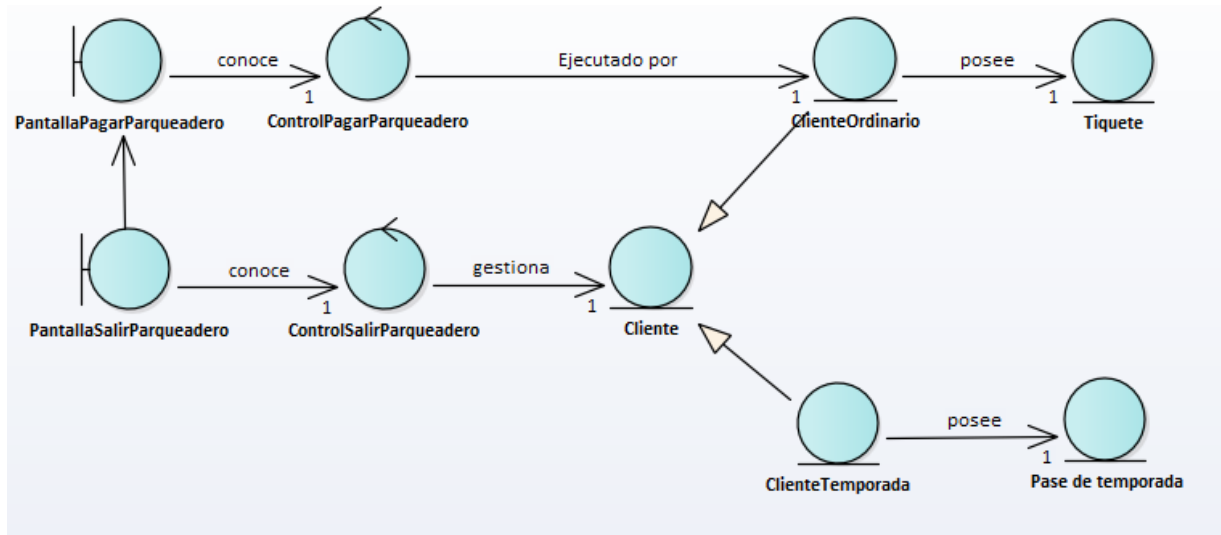 conoce
Ejecutado por
posee
1
1
1
PantallaPagarParqueadero
ControlPagarParqueadero
ClienteOrdinario
Tiquete
conoce
gestiona
1
1
PantallaSalirParqueadero
ControlSalirParqueadero
Cliente
posee
1
ClienteTemporada
Pase de temporada